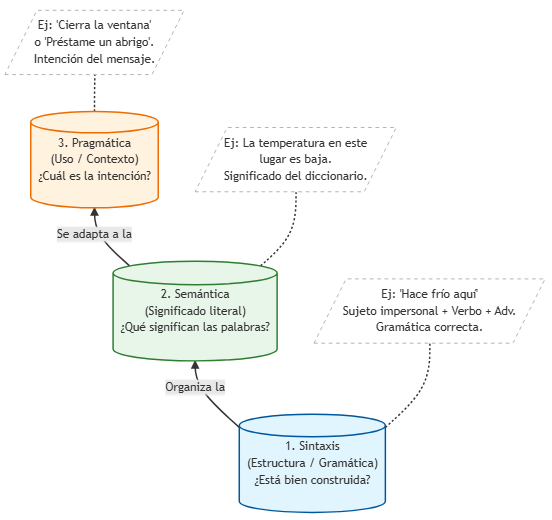 Ej: 'Cierra la ventana'
o 'Préstame un abrigo'.
Intención del mensaje.
3. Pragmática
(Uso / Contexto)
¿Cuál es la intención?
Ej: La temperatura en este
lugar es baja.
Significado del diccionario.
Se adapta a la
2. Semántica
(Significado literal)
¿Qué significan las palabras?
Ej: 'Hace frío aquí'
Sujeto impersonal + Verbo + Adv.
Gramática correcta.
Organiza la
1. Sintaxis
(Estructura / Gramática)
¿Está bien construida?